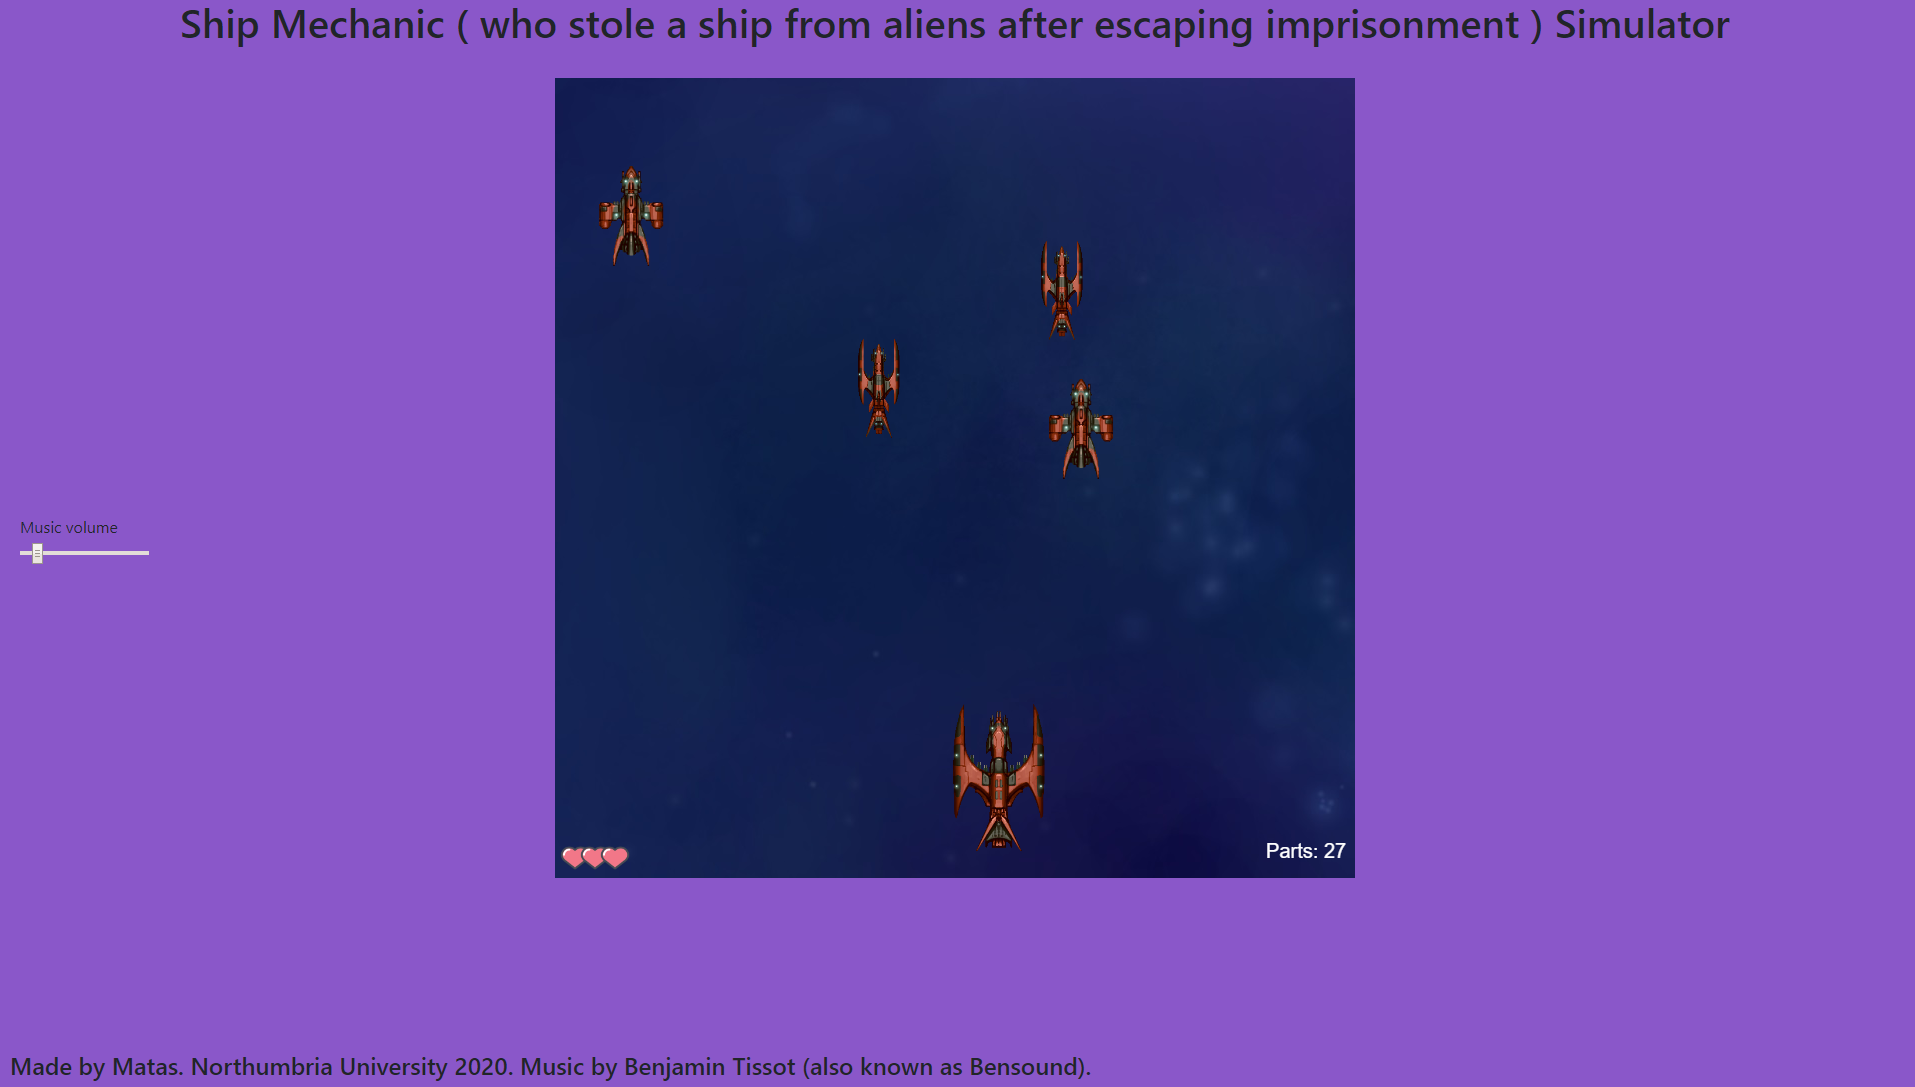 Ship Mechanic ( who stole a ship from aliens after escaping imprisonment ) Simulator
Music volume
Parts: 27
Made by Matas. Northumbria University 2020. Music by Benjamin Tissot (also known as Bensound).